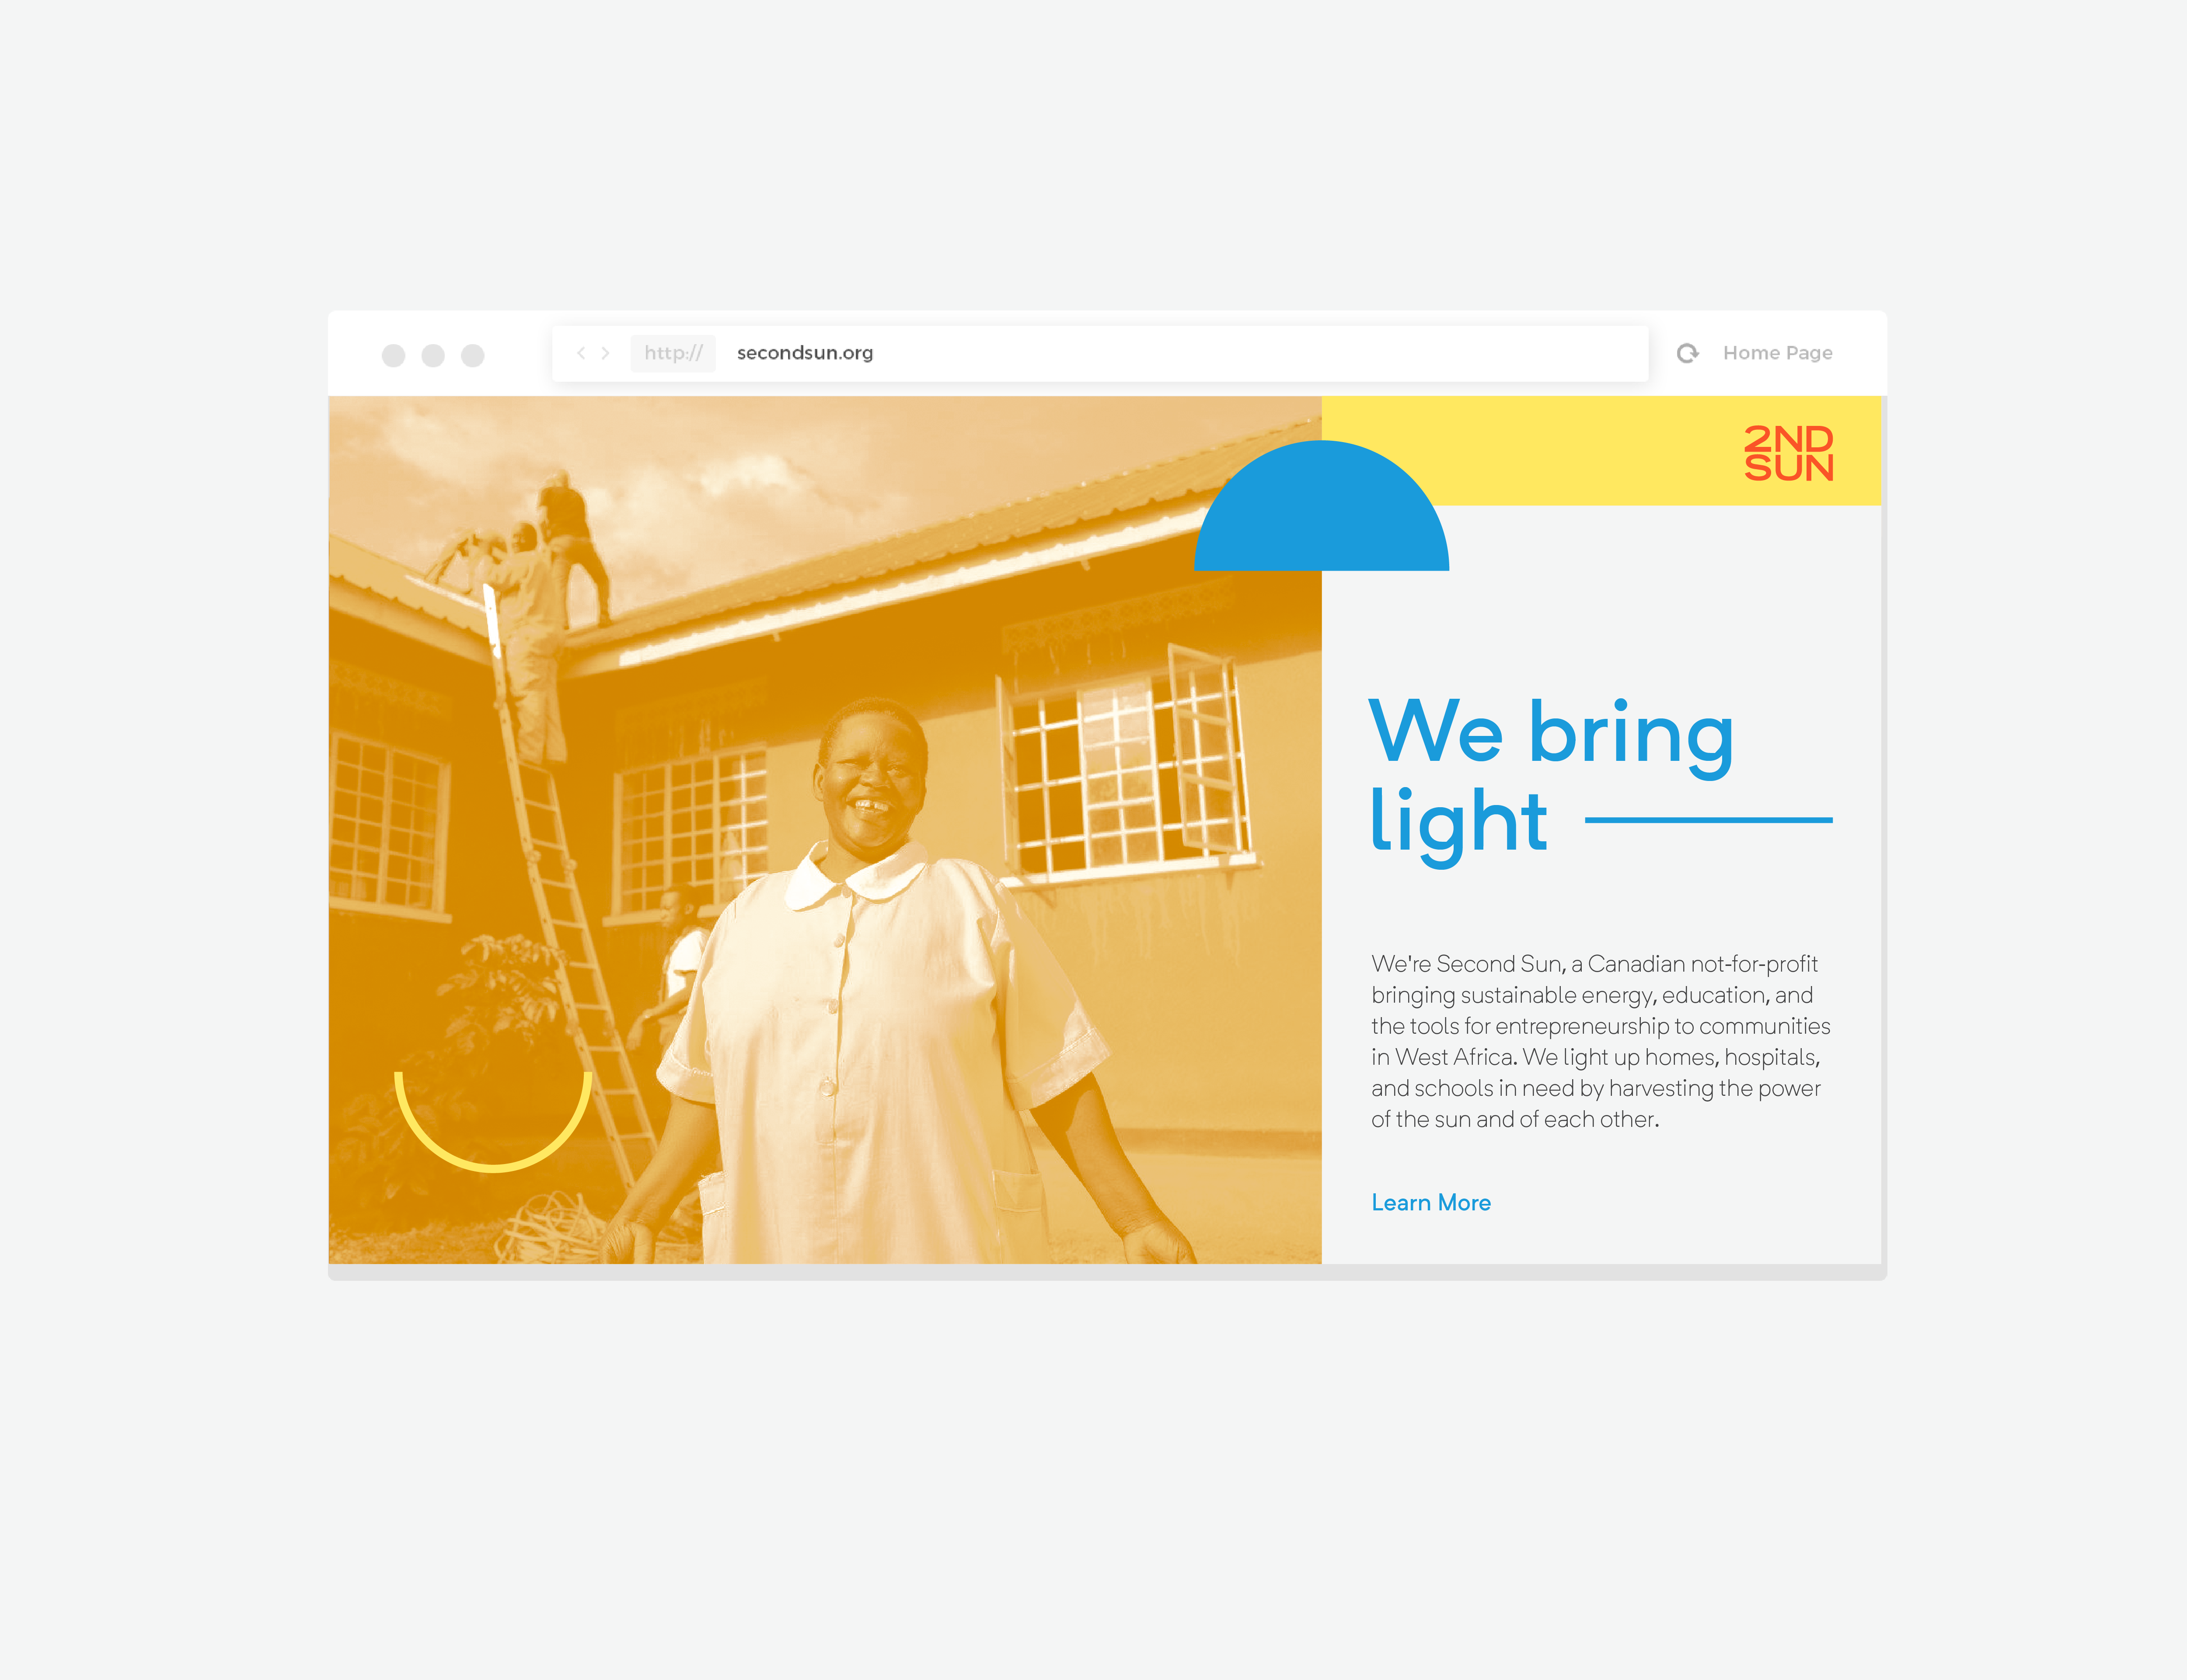 http:// secondsun.org Home Page
2ND
SUN
We bring
light
We're Second Sun, a Canadian not-for-profit
bringing sustainable energy, education, and
the tools for entrepreneurship to communities
in West Africa. We light up homes, hospitals,
and schools in need by harvesting the power
of the sun and of each other.
Learn More